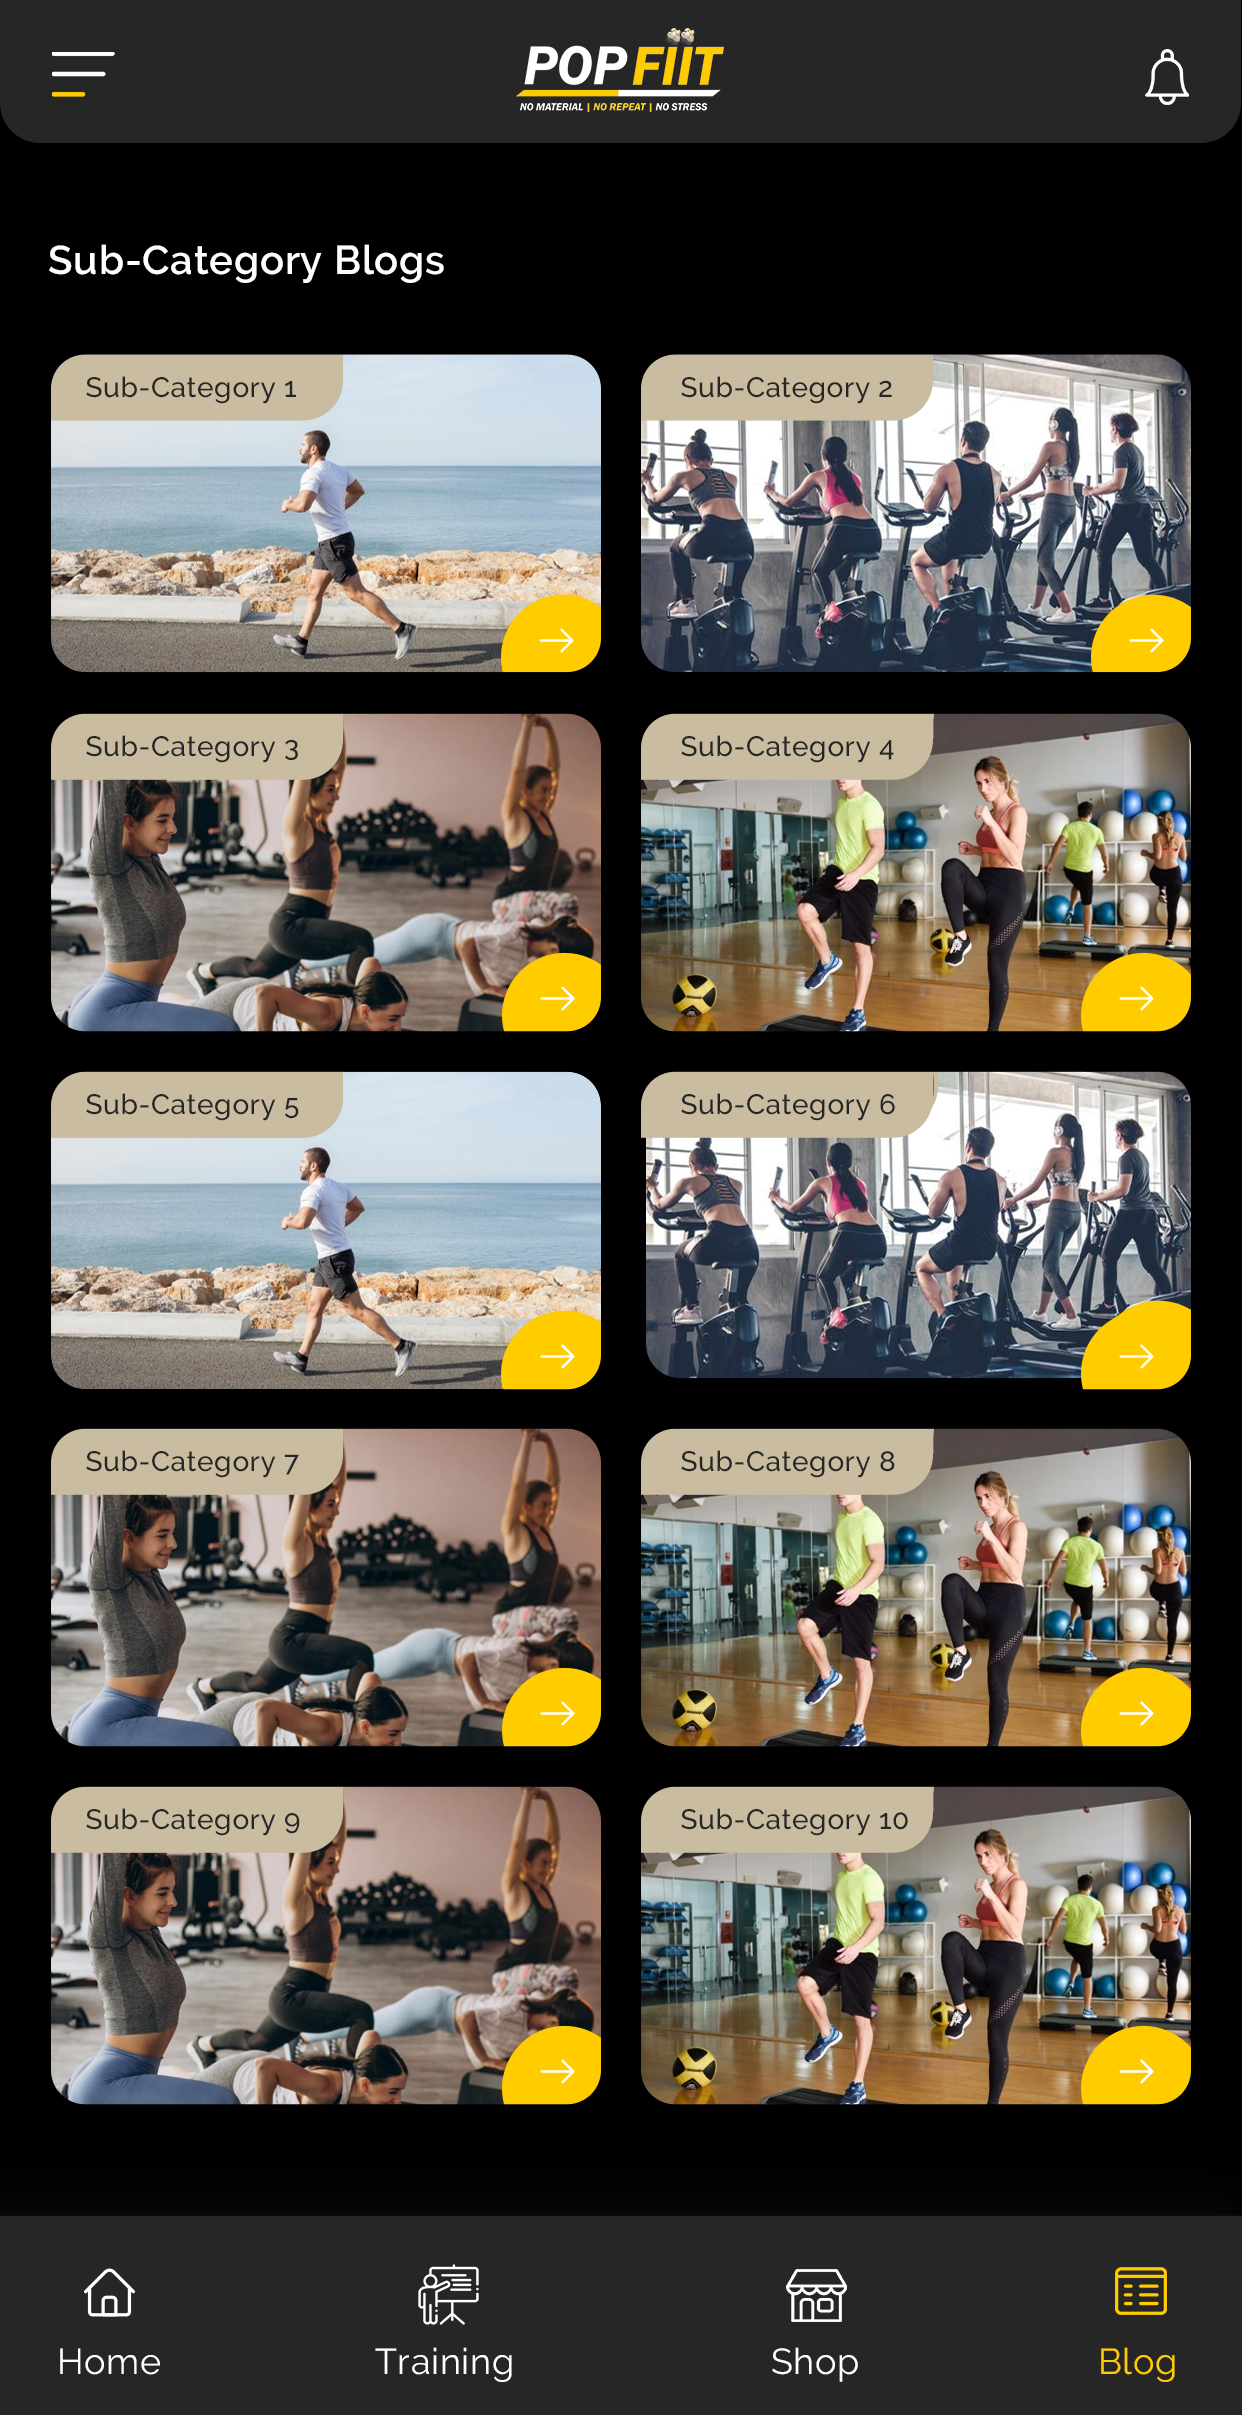 POP FIIT
NO MATERIAL | NO REPEAT | NO STRESS
Sub-Category Blogs
Sub-Category 1
Sub-Category 2
Sub-Category 3
Sub-Category 4
Sub-Category 5
Sub-Category 6
Sub-Category 7
Sub-Category 8
Sub-Category 9
Sub-Category 10
Home
Training
Shop
Blog